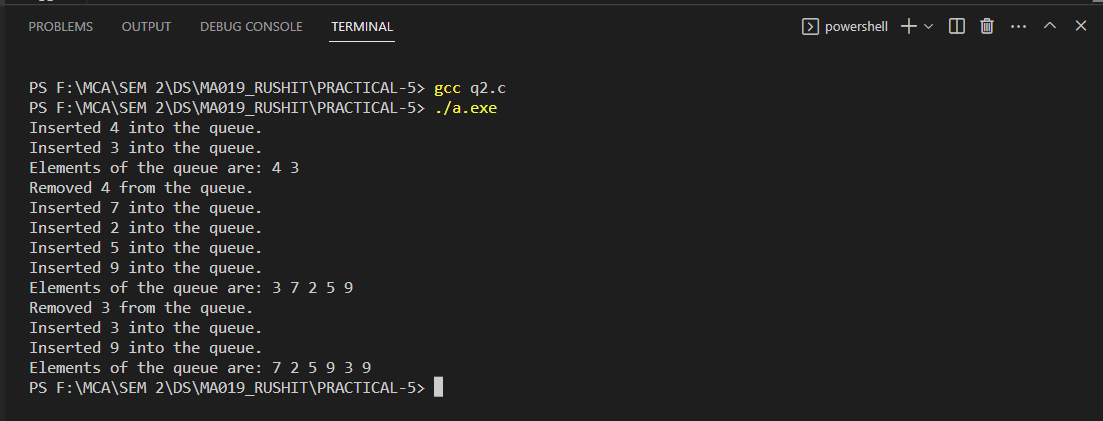 PROBLEMS OUTPUT DEBUG CONSOLE TERMINAL powershell
PS F:\MCA\SEM 2\DS\MA019_RUSHIT\PRACTICAL-5> gcc q2.c
PS F:\MCA\SEM 2\DS\MA019_RUSHIT\PRACTICAL-5> ./a.exe
Inserted 4 into the queue.
Inserted 3 into the queue.
Elements of the queue are: 4 3
Removed 4 from the queue.
Inserted 7 into the queue.
Inserted 2 into the queue.
Inserted 5 into the queue.
Inserted 9 into the queue.
Elements of the queue are: 3 7 2 5 9
Removed 3 from the queue.
Inserted 3 into the queue.
Inserted 9 into the queue.
Elements of the queue are: 7 2 5 9 3 9
PS F:\MCA\SEM 2\DS\MA019_RUSHIT\PRACTICAL-5>